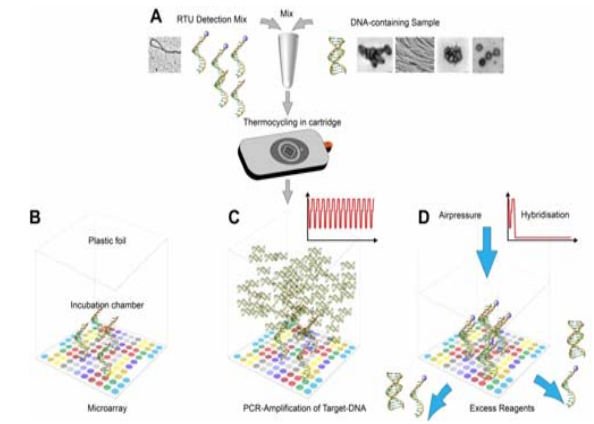 A
RTU Detection Mix
Mix
DNA-containing Sample
Thermocycling in cartridge
B
C
D
Airpressure
Hybridisation
Plastic foil
Incubation chamber
Microarray
PCR-Amplification of Target-DNA
Excess Reagents